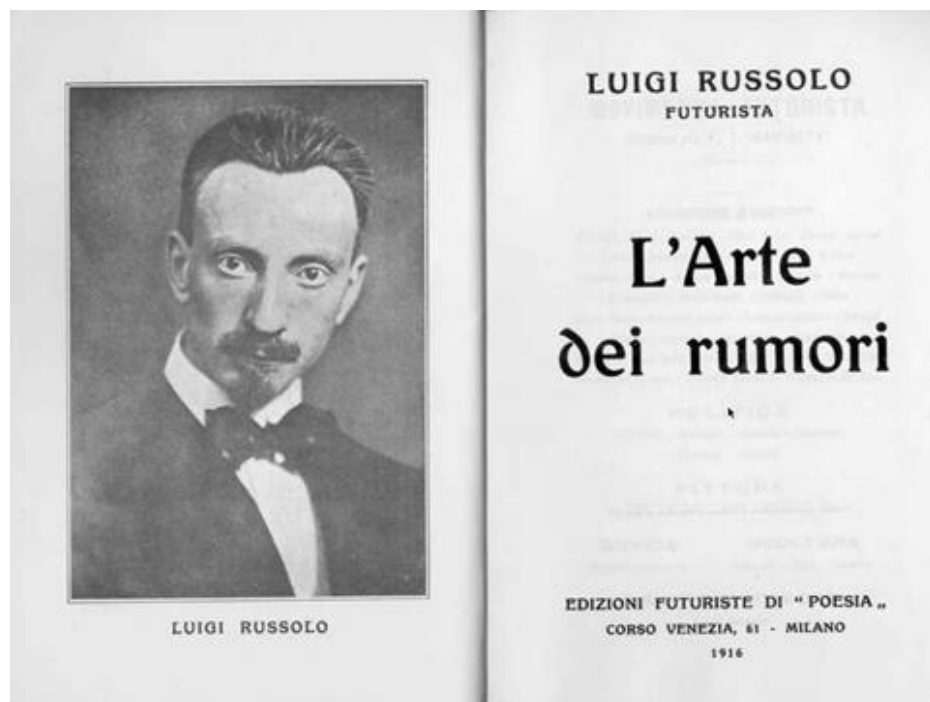 LUIGI RUSSOLO
LUIGI RUSSOLO
FUTURISTA
L'Arte
dei rumori
EDIZIONI FUTURISTE DI “ POESIA „
CORSO VENEZIA, 61 - MILANO
1916